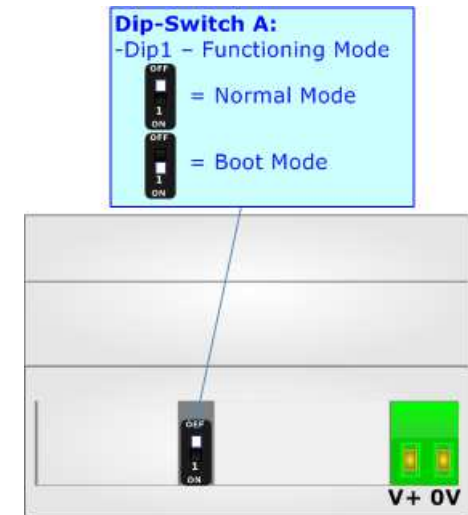 Dip-Switch A:
-Dip1 – Functioning Mode
OFF
= Normal Mode
1
ON
OFF
= Boot Mode
1
ON
OFF
1
ON
V+ 0V